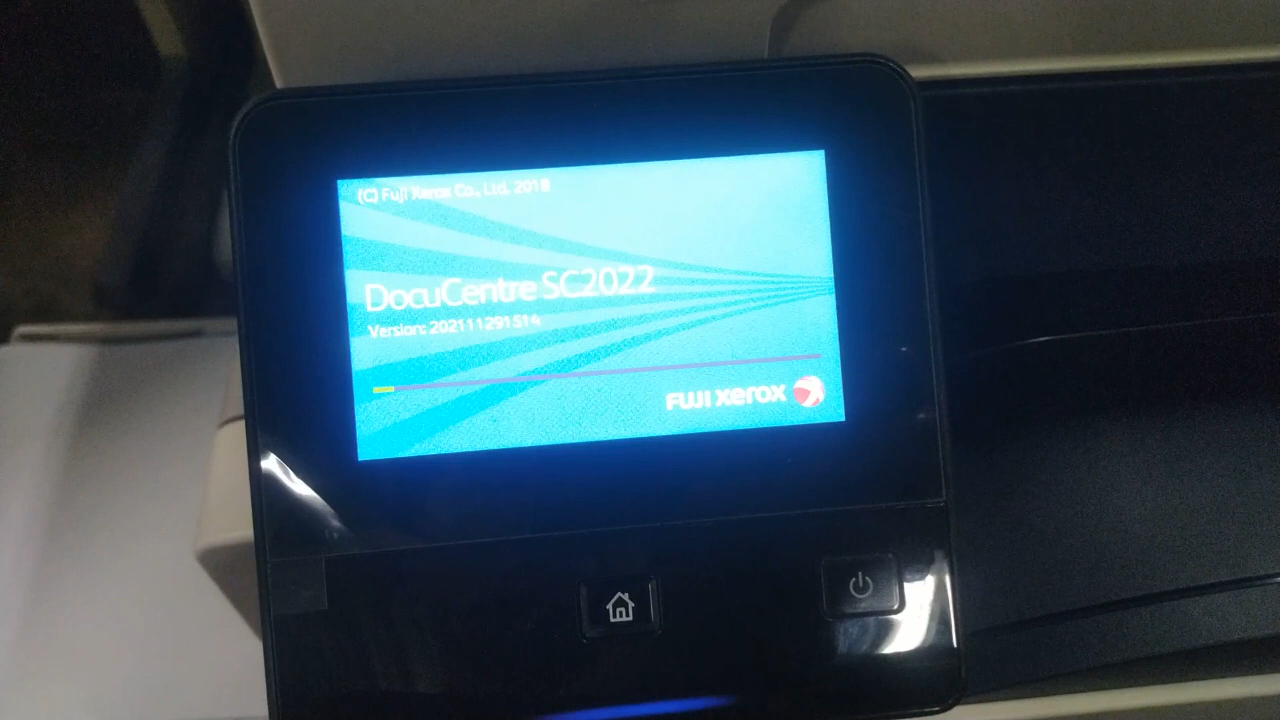 (C) Fuji Xerox Co., Ltd. 2018
DocuCentre SC2022
Version: 202111291514
FUJI xerox